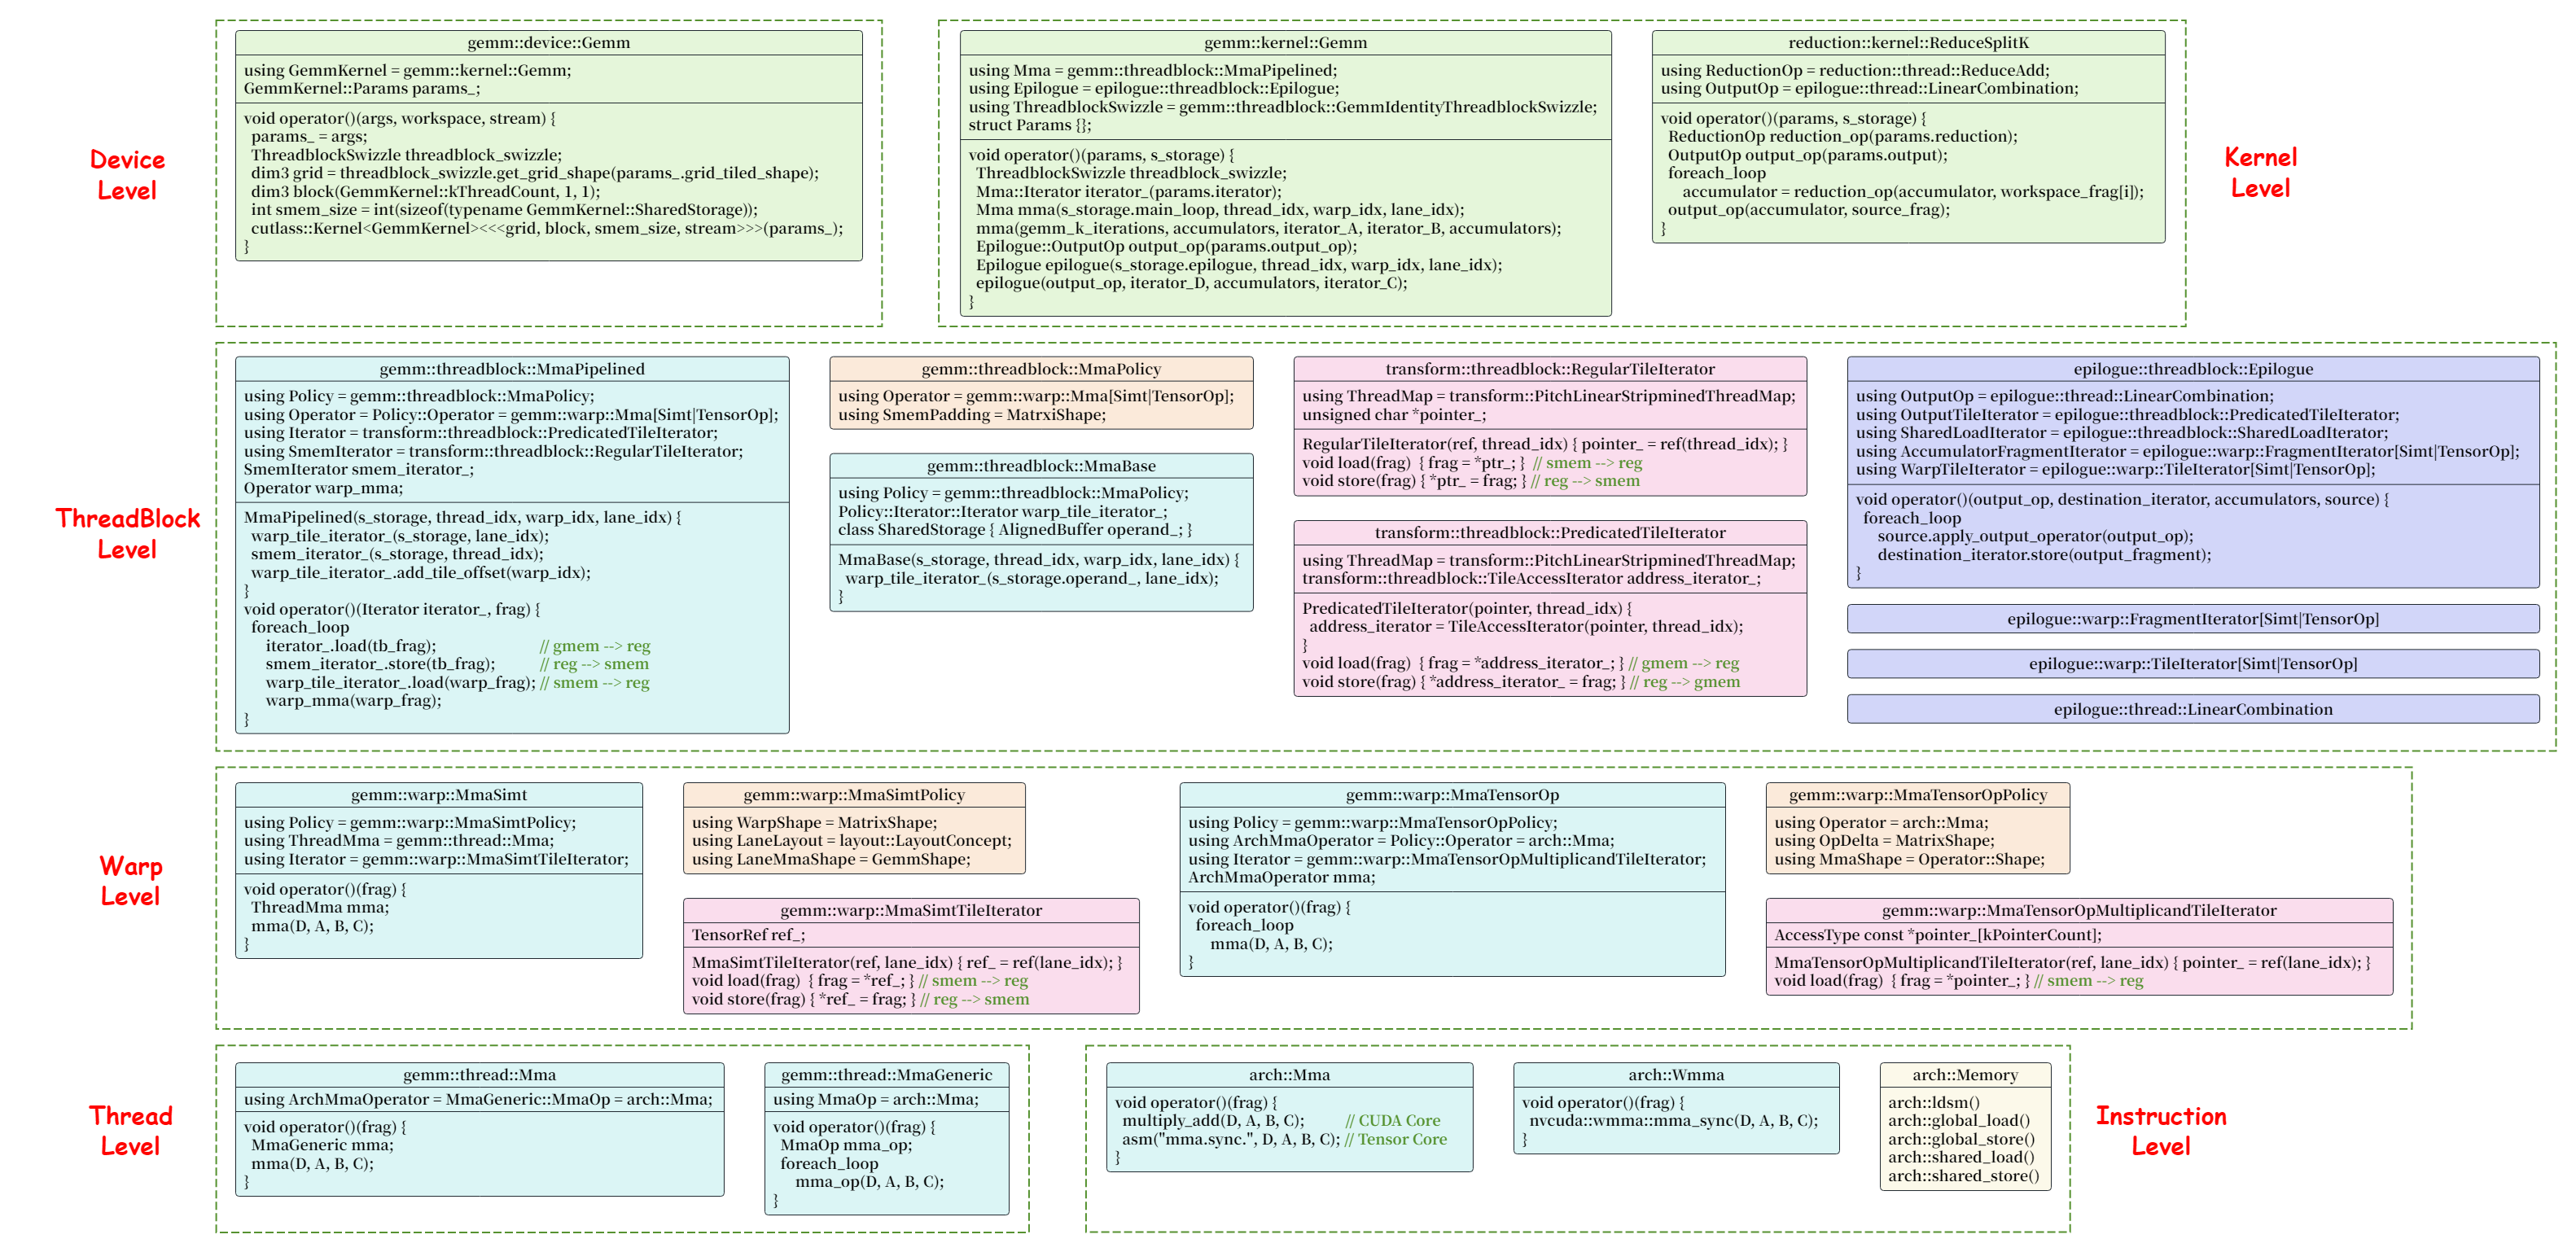 Device
Level
gemm::device::Gemm
using GemmKernel = gemm::kernel::Gemm;
GemmKernel::Params params_;
void operator()(args, workspace, stream) {
params_ = args;
ThreadblockSwizzle threadblock_swizzle;
dim3 grid = threadblock_swizzle.get_grid_shape(params_.grid_tiled_shape);
dim3 block(GemmKernel::kThreadCount, 1, 1);
int smem_size = int(sizeof(typename GemmKernel::SharedStorage));
cutlass::Kernel<GemmKernel><<<grid, block, smem_size, stream>>>(params_);
}
gemm::kernel::Gemm
using Mma = gemm::threadblock::MmaPipelined;
using Epilogue = epilogue::threadblock::Epilogue;
using ThreadblockSwizzle = gemm::threadblock::GemmIdentityThreadblockSwizzle;
struct Params {};
void operator()(params, s_storage) {
ThreadblockSwizzle threadblock_swizzle;
Mma::Iterator iterator_(params.iterator);
Mma mma(s_storage.main_loop, thread_idx, warp_idx, lane_idx);
mma(gemm_k_iterations, accumulators, iterator_A, iterator_B, accumulators);
Epilogue::OutputOp output_op(params.output_op);
Epilogue epilogue(s_storage.epilogue, thread_idx, warp_idx, lane_idx);
epilogue(output_op, iterator_D, accumulators, iterator_C);
}
reduction::kernel::ReduceSplitK
using ReductionOp = reduction::thread::ReduceAdd;
using OutputOp = epilogue::thread::LinearCombination;
void operator()(params, s_storage) {
ReductionOp reduction_op(params.reduction);
OutputOp output_op(params.output);
foreach_loop
accumulator = reduction_op(accumulator, workspace_frag[i]);
output_op(accumulator, source_frag);
}
Kernel
Level
ThreadBlock
Level
gemm::threadblock::MmaPipelined
using Policy = gemm::threadblock::MmaPolicy;
using Operator = Policy::Operator = gemm::warp::Mma[Simt|TensorOp];
using Iterator = transform::threadblock::PredicatedTileIterator;
using SmemIterator = transform::threadblock::RegularTileIterator;
SmemIterator smem_iterator_;
Operator warp_mma;
MmaPipelined(s_storage, thread_idx, warp_idx, lane_idx) {
warp_tile_iterator_(s_storage, lane_idx);
smem_iterator_(s_storage, thread_idx);
warp_tile_iterator_.add_tile_offset(warp_idx);
}
void operator()(Iterator iterator_, frag) {
foreach_loop
iterator_.load(tb_frag); // gmem --> reg
smem_iterator_.store(tb_frag); // reg --> smem
warp_tile_iterator_.load(warp_frag); // smem --> reg
warp_mma(warp_frag);
}
gemm::threadblock::MmaPolicy
using Operator = gemm::warp::Mma[Simt|TensorOp];
using SmemPadding = MatrxiShape;
gemm::threadblock::MmaBase
using Policy = gemm::threadblock::MmaPolicy;
Policy::Iterator::Iterator warp_tile_iterator_;
class SharedStorage { AlignedBuffer operand_; }
MmaBase(s_storage, thread_idx, warp_idx, lane_idx) {
warp_tile_iterator_(s_storage.operand_, lane_idx);
}
transform::threadblock::RegularTileIterator
using ThreadMap = transform::PitchLinearStripminedThreadMap;
unsigned char *pointer_;
RegularTileIterator(ref, thread_idx) { pointer_ = ref(thread_idx); }
void load(frag) { frag = *ptr_; } // smem --> reg
void store(frag) { *ptr_ = frag; } // reg --> smem
transform::threadblock::PredicatedTileIterator
using ThreadMap = transform::PitchLinearStripminedThreadMap;
transform::threadblock::TileAccessIterator address_iterator_;
PredicatedTileIterator(pointer, thread_idx) {
address_iterator = TileAccessIterator(pointer, thread_idx);
}
void load(frag) { frag = *address_iterator_; } // gmem --> reg
void store(frag) { *address_iterator_ = frag; } // reg --> gmem
epilogue::threadblock::Epilogue
using OutputOp = epilogue::thread::LinearCombination;
using OutputTileIterator = epilogue::threadblock::PredicatedTileIterator;
using SharedLoadIterator = epilogue::threadblock::SharedLoadIterator;
using AccumulatorFragmentIterator = epilogue::warp::FragmentIterator[Simt|TensorOp];
using WarpTileIterator = epilogue::warp::TileIterator[Simt|TensorOp];
void operator()(output_op, destination_iterator, accumulators, source) {
foreach_loop
source.apply_output_operator(output_op);
destination_iterator.store(output_fragment);
}
epilogue::warp::FragmentIterator[Simt|TensorOp]
epilogue::warp::TileIterator[Simt|TensorOp]
epilogue::thread::LinearCombination
Warp
Level
gemm::warp::MmaSimt
using Policy = gemm::warp::MmaSimtPolicy;
using ThreadMma = gemm::thread::Mma;
using Iterator = gemm::warp::MmaSimtTileIterator;
void operator()(frag) {
ThreadMma mma;
mma(D, A, B, C);
}
gemm::warp::MmaSimtPolicy
using WarpShape = MatrixShape;
using LaneLayout = layout::LayoutConcept;
using LaneMmaShape = GemmShape;
gemm::warp::MmaSimtTileIterator
TensorRef ref_;
MmaSimtTileIterator(ref, lane_idx) { ref_ = ref(lane_idx); }
void load(frag) { frag = *ref_; } // smem --> reg
void store(frag) { *ref_ = frag; } // reg --> smem
gemm::warp::MmaTensorOp
using Policy = gemm::warp::MmaTensorOpPolicy;
using ArchMmaOperator = Policy::Operator = arch::Mma;
using Iterator = gemm::warp::MmaTensorOpMultiplicandTileIterator;
ArchMmaOperator mma;
void operator()(frag) {
foreach_loop
mma(D, A, B, C);
}
gemm::warp::MmaTensorOpPolicy
using Operator = arch::Mma;
using OpDelta = MatrixShape;
using MmaShape = Operator::Shape;
gemm::warp::MmaTensorOpMultiplicandTileIterator
AccessType const *pointer_[kPointerCount];
MmaTensorOpMultiplicandTileIterator(ref, lane_idx) { pointer_ = ref(lane_idx); }
void load(frag) { frag = *pointer_; } // smem --> reg
Thread
Level
gemm::thread::Mma
using ArchMmaOperator = MmaGeneric::MmaOp = arch::Mma;
void operator()(frag) {
MmaGeneric mma;
mma(D, A, B, C);
}
gemm::thread::MmaGeneric
using MmaOp = arch::Mma;
void operator()(frag) {
MmaOp mma_op;
foreach_loop
mma_op(D, A, B, C);
}
arch::Mma
void operator()(frag) {
multiply_add(D, A, B, C); // CUDA Core
asm("mma.sync.", D, A, B, C); // Tensor Core
}
arch::Wmma
void operator()(frag) {
nvcuda::wmma::mma_sync(D, A, B, C);
}
arch::Memory
arch::ldsm()
arch::global_load()
arch::global_store()
arch::shared_load()
arch::shared_store()
Instruction
Level